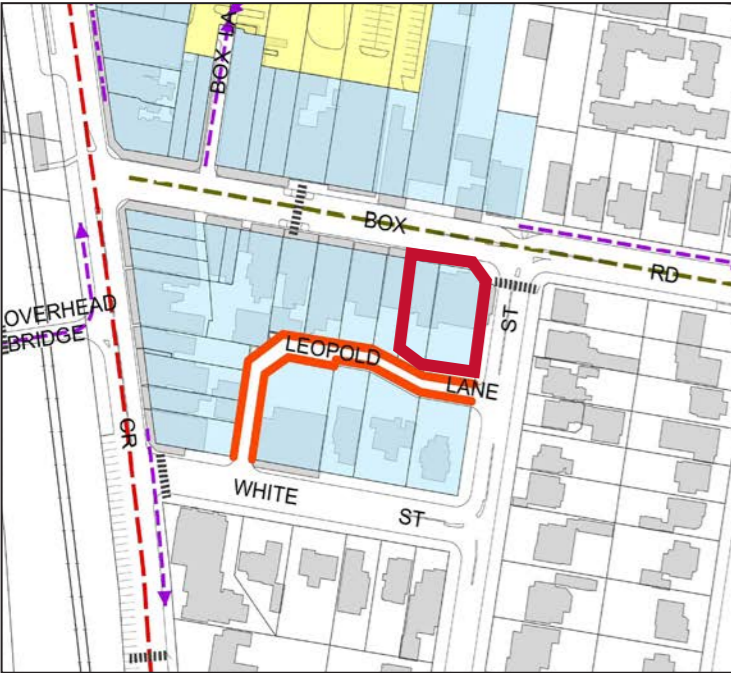 BOX LA
BOX
RD
ST
OVERHEAD
BRIDGE
LEOPOLD
LANE
CR
WHITE
ST